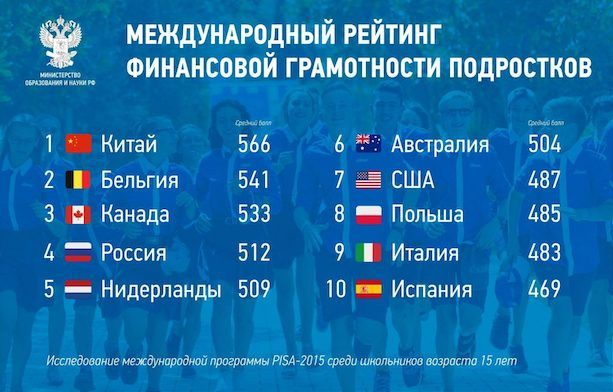 МИНИСТЕРСТВО
ОБРАЗОВАНИЯ И НАУКИ РФ
МЕЖДУНАРОДНЫЙ РЕЙТИНГ
ФИНАНСОВОЙ ГРАМОТНОСТИ ПОДРОСТКОВ
Средний балл
1 Китай 566
2 Бельгия 541
3 Канада 533
4 Россия 512
5 Нидерланды 509
Средний балл
6 Австралия 504
7 США 487
8 Польша 485
9 Италия 483
10 Испания 469
Исследование международной программы PISA-2015 среди школьников возраста 15 лет